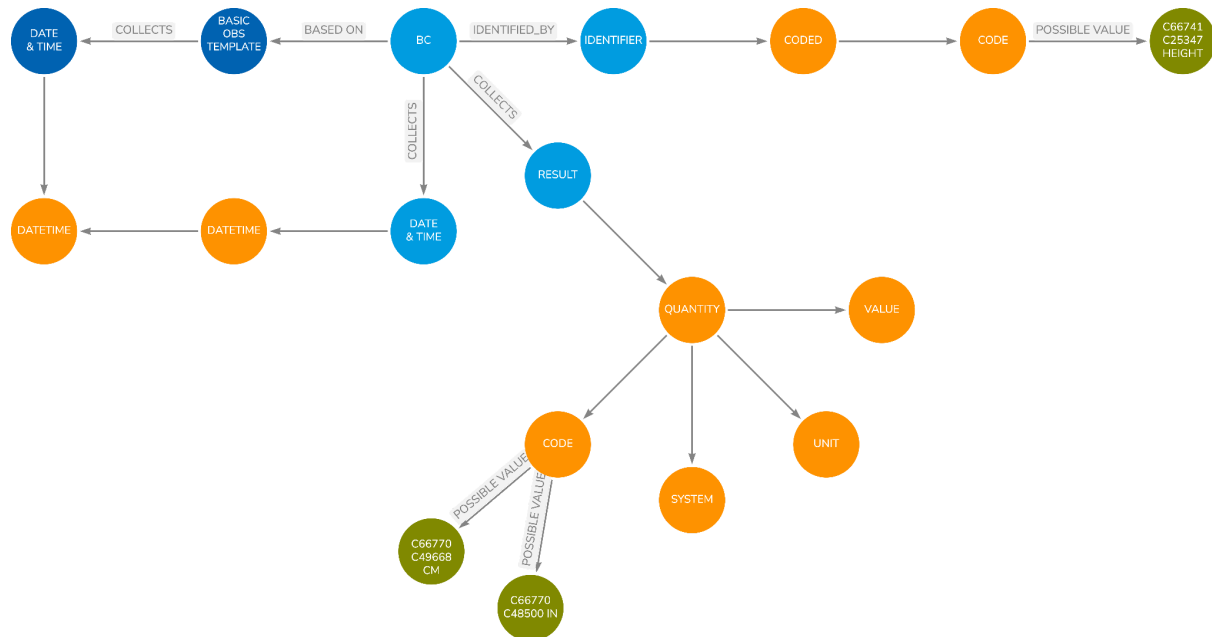 DATE
& TIME
COLLECTS
BASIC
OBS
TEMPLATE
BASED ON
BC
IDENTIFIED_BY
IDENTIFIER
CODED
CODE
POSSIBLE VALUE
C66741
C25347
HEIGHT
COLLECTS
COLLECTS
RESULT
DATETIME
DATETIME
DATE
& TIME
QUANTITY
VALUE
CODE
UNIT
SYSTEM
POSSIBLE VALUE
POSSIBLE VALUE
C66770
C49668
CM
C66770
C48500 IN